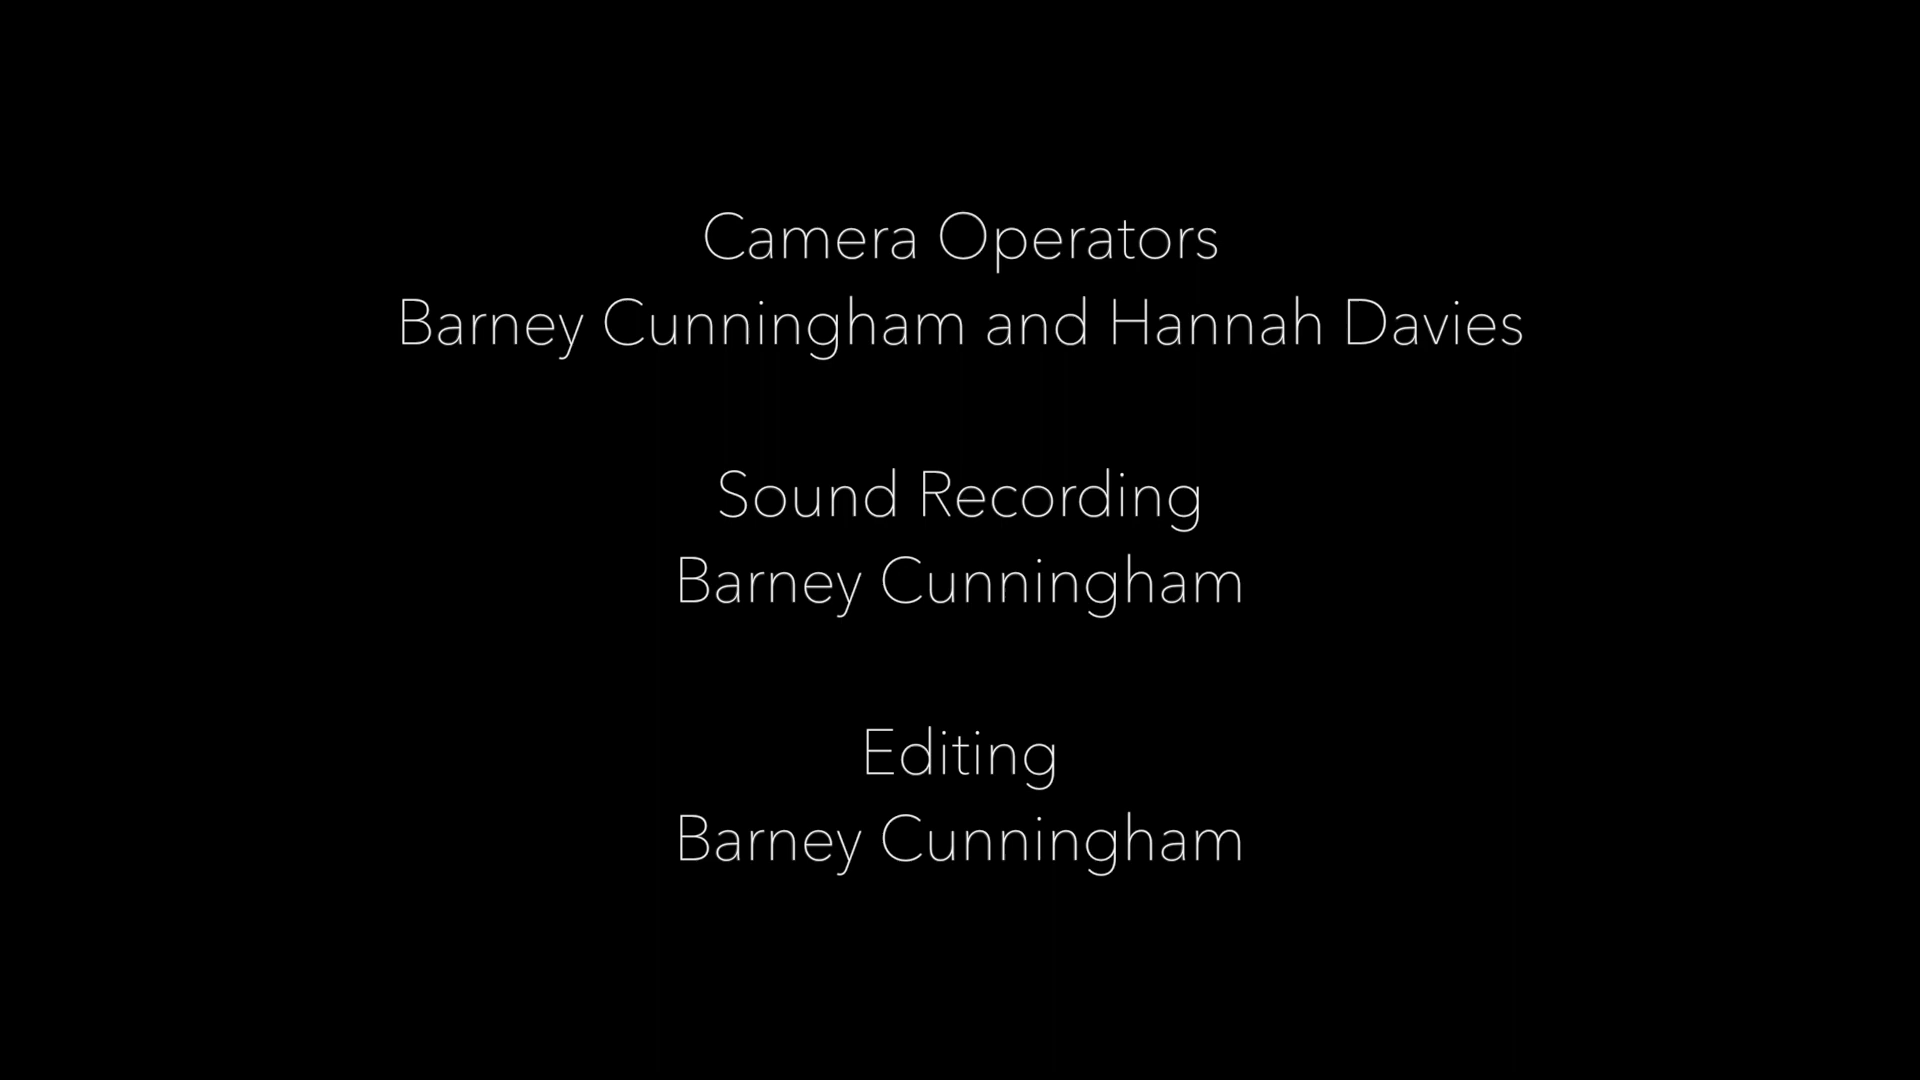 Camera Operators
Barney Cunningham and Hannah Davies
Sound Recording
Barney Cunningham
Editing
Barney Cunningham